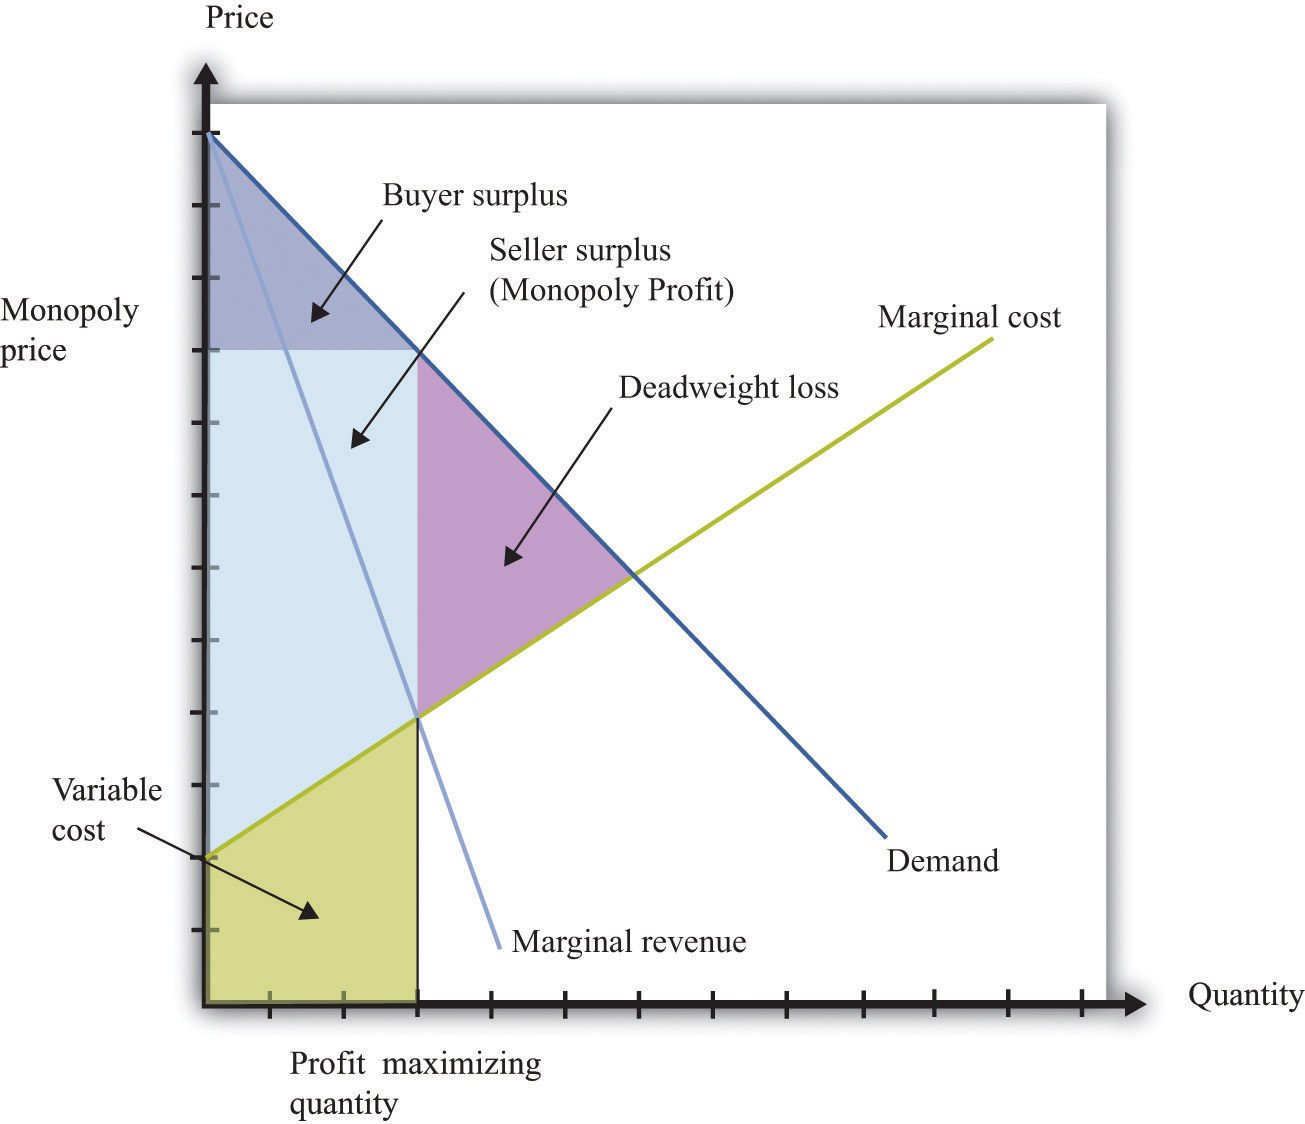 Price
Buyer surplus
Seller surplus
(Monopoly Profit)
Monopoly
price
Marginal cost
Deadweight loss
Variable
cost
Demand
Marginal revenue
Quantity
Profit maximizing
quantity